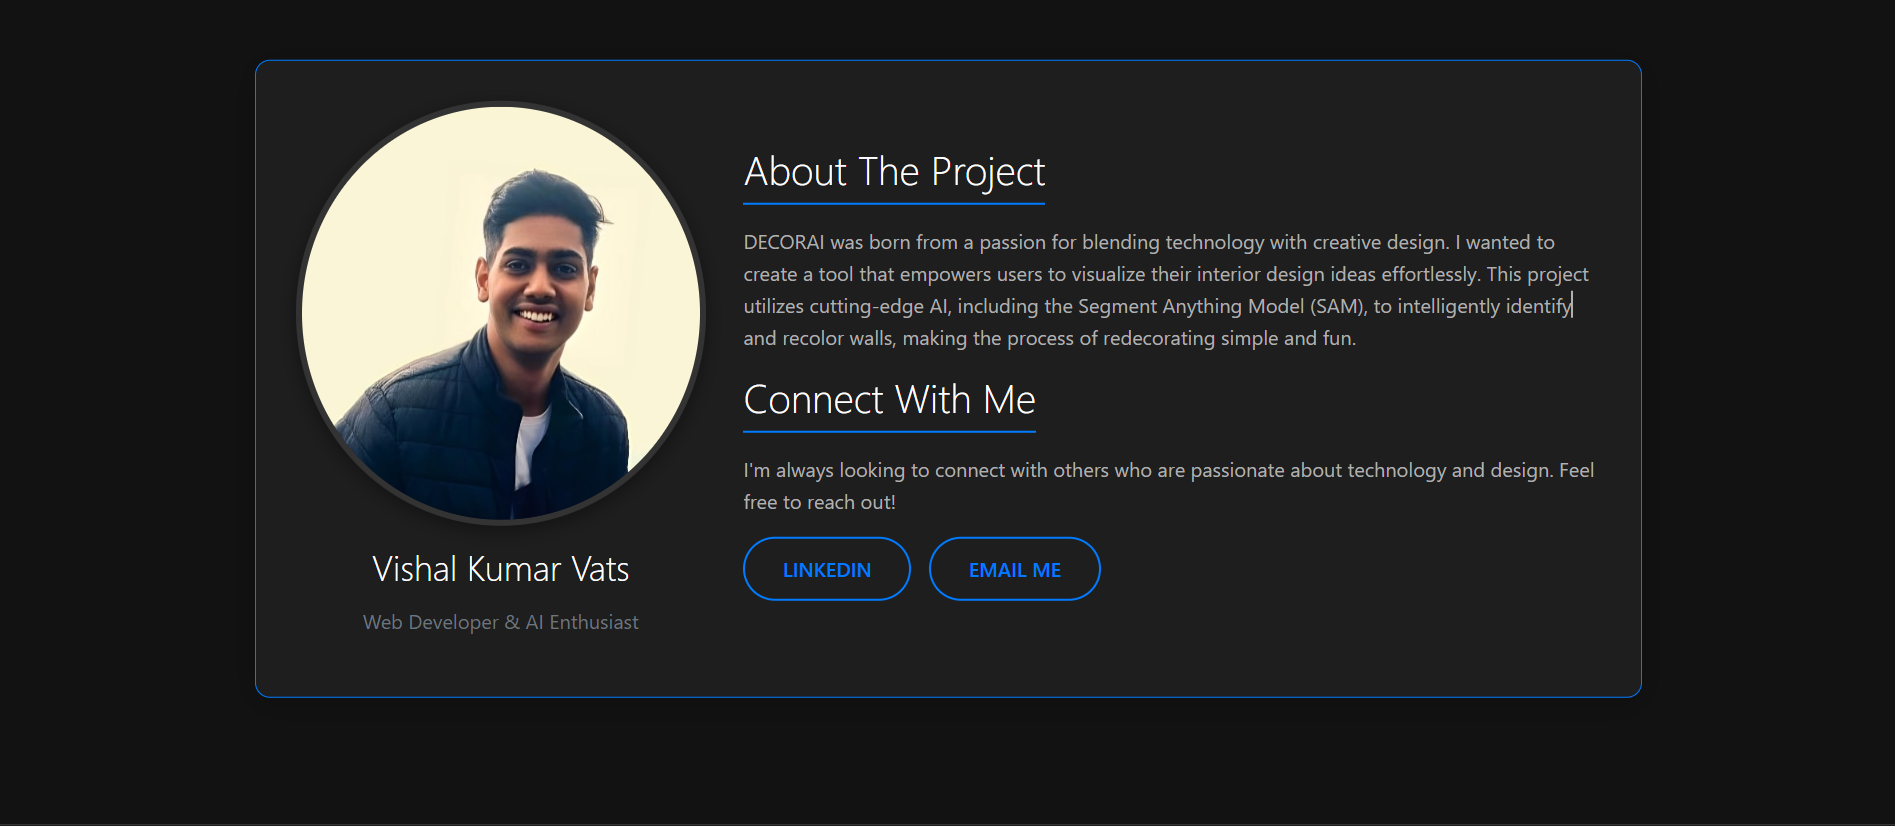 About The Project
DECORAI was born from a passion for blending technology with creative design. I wanted to
create a tool that empowers users to visualize their interior design ideas effortlessly. This project
utilizes cutting-edge AI, including the Segment Anything Model (SAM), to intelligently identify
and recolor walls, making the process of redecorating simple and fun.
Connect With Me
I'm always looking to connect with others who are passionate about technology and design. Feel
free to reach out!
LINKEDIN EMAIL ME
Vishal Kumar Vats
Web Developer & AI Enthusiast